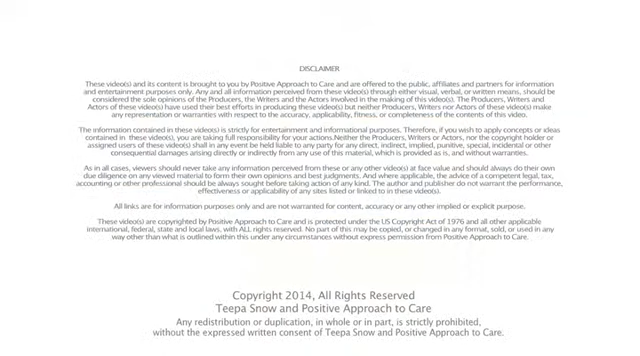 DISCLAIMER
These video(s) and its content is brought to you by Positive Approach to Care and are offered to the public, affiliates and partners for information
and entertainment purposes only. Any and all information perceived from these video(s) through either visual, verbal, or written means, should be
considered the sole opinions of the Producers, the Writers and the Actors involved in the making of this video(s). The Producers, Writers and
Actors of these video(s) have used their best efforts in producing these video(s) but neither Producers, Writers nor Actors of these video(s) make
any representation or warranties with respect to the accuracy, applicability, fitness, or completeness of the contents of this video.
The information contained in these video(s) is strictly for entertainment and informational purposes. Therefore, if you wish to apply concepts or ideas
contained in these video(s), you are taking full responsibility for your actions.Neither the Producers, Writers or Actors, nor the copyright holder or
assigned users of these video(s) shall in any event be held liable to any party for any direct, indirect, implied, punitive, special, incidental or other
consequential damages arising directly or indirectly from any use of this material, which is provided as is, and without warranties.
As in all cases, viewers should never take any information perceived from these or any other video(s) at face value and should always do their own
due diligence on any viewed material to form their own opinions and best judgments. And where applicable, the advice of a competent legal, tax,
accounting or other professional should be always sought before taking action of any kind. The author and publisher do not warrant the performance,
effectiveness or applicability of any sites listed or linked to in these video(s).
All links are for information purposes only and are not warranted for content, accuracy or any other implied or explicit purpose.
These video(s) are copyrighted by Positive Approach to Care and is protected under the US Copyright Act of 1976 and all other applicable
international, federal, state and local laws, with ALL rights reserved. No part of this may be copied, or changed in any format, sold, or used in any
way other than what is outlined within this under any circumstances without express permission from Positive Approach to Care.
Copyright 2014, All Rights Reserved
Teepa Snow and Positive Approach to Care
Any redistribution or duplication, in whole or in part, is strictly prohibited,
without the expressed written consent of Teepa Snow and Positive Approach to Care.